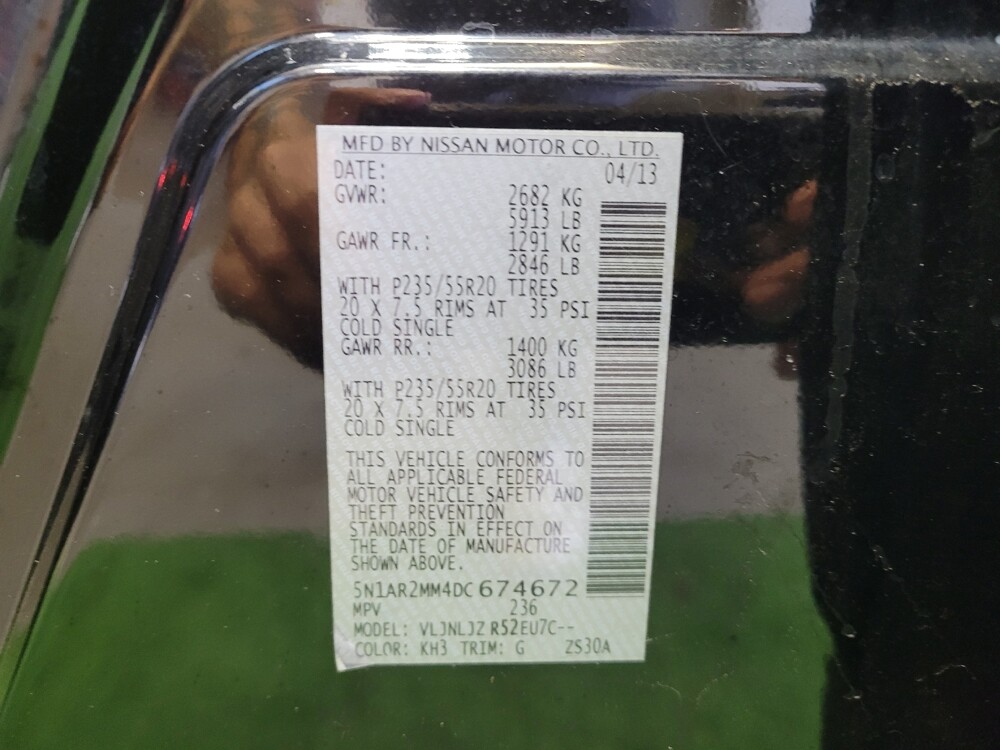 MFD BY NISSAN MOTOR CO., LTD.
DATE: 04/13
GVWR: 2682 KG
5913 LB
GAWR FR.: 1291 KG
2846 LB
WITH P235/55R20 TIRES
20 X 7.5 RIMS AT 35 PSI
COLD SINGLE
GAWR RR.: 1400 KG
3086 LB
WITH P235/55R20 TIRES
20 X 7.5 RIMS AT 35 PSI
COLD SINGLE
THIS VEHICLE CONFORMS TO
ALL APPLICABLE FEDERAL
MOTOR VEHICLE SAFETY AND
THEFT PREVENTION
STANDARDS IN EFFECT ON
THE DATE OF MANUFACTURE
SHOWN ABOVE.
5N1AR2MM4DC674672
MPV 236
MODEL: VLJNLJZ R52EU7C--
COLOR: KH3 TRIM: G ZS30A